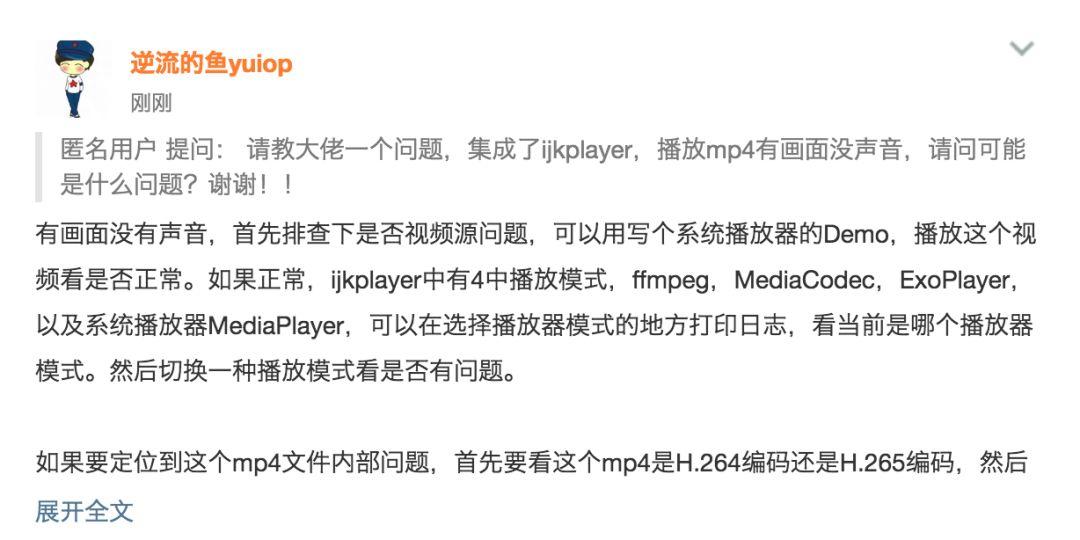 逆流的鱼yuiop
刚刚
匿名用户 提问： 请教大佬一个问题，集成了ijkplayer，播放mp4有画面没声音，请问可能
是什么问题？谢谢！！
有画面没有声音，首先排查下是否视频源问题，可以用写个系统播放器的Demo，播放这个视
频看是否正常。如果正常，ijkplayer中有4中播放模式，ffmpeg，MediaCodec，ExoPlayer，
以及系统播放器MediaPlayer，可以在选择播放器模式的地方打印日志，看当前是哪个播放器
模式。然后切换一种播放模式看是否有问题。
如果要定位到这个mp4文件内部问题，首先要看这个mp4是H.264编码还是H.265编码，然后
展开全文